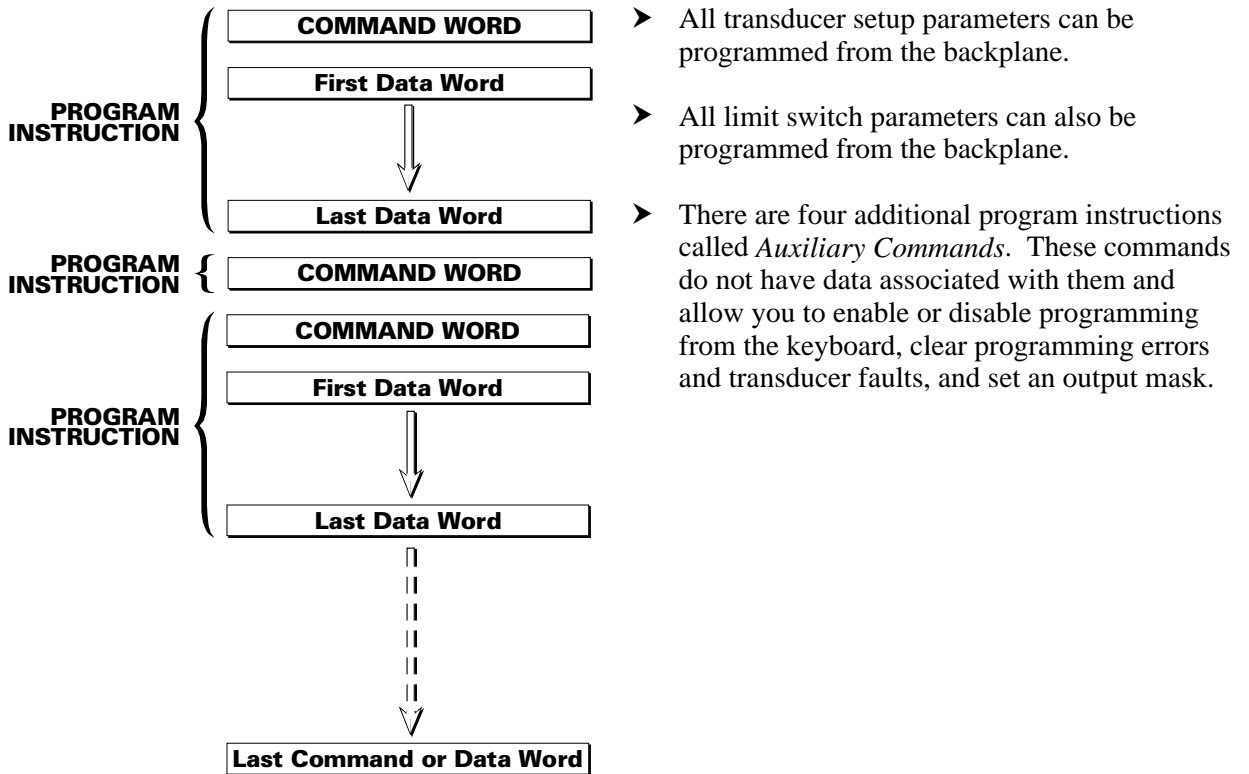 COMMAND WORD
First Data Word
PROGRAM
INSTRUCTION
Last Data Word
PROGRAM
INSTRUCTION
COMMAND WORD
COMMAND WORD
First Data Word
PROGRAM
INSTRUCTION
Last Data Word
Last Command or Data Word
➤ All transducer setup parameters can be
programmed from the backplane.
➤ All limit switch parameters can also be
programmed from the backplane.
➤ There are four additional program instructions
called Auxiliary Commands. These commands
do not have data associated with them and
allow you to enable or disable programming
from the keyboard, clear programming errors
and transducer faults, and set an output mask.